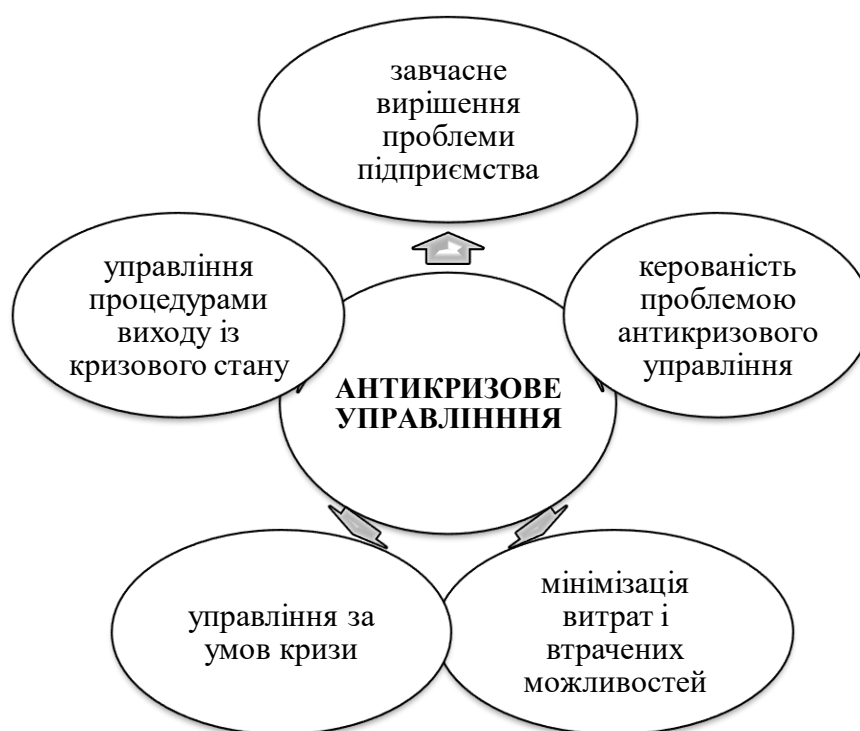 завчасне
вирішення
проблеми
підприємства
управління
процедурами
виходу із
кризового стану
керованість
проблемою
антикризового
управління
АНТИКРИЗОВЕ
УПРАВЛІНННЯ
управління за
умов кризи
мінімізація
витрат і
втрачених
можливостей